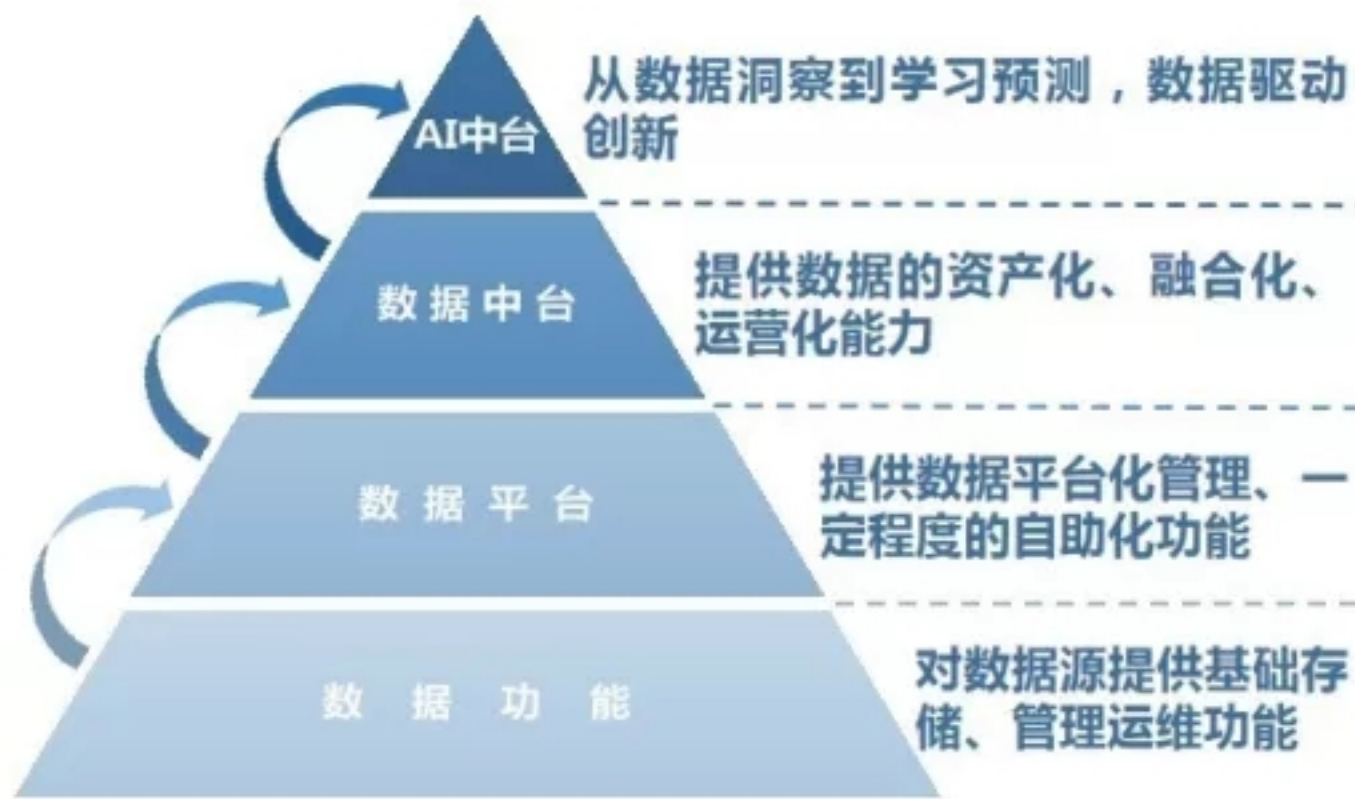 AI中台
从数据洞察到学习预测，数据驱动
创新
数据中台
提供数据的资产化、融合化、
运营化能力
数据平台
提供数据平台化管理、一
定程度的自助化功能
数据功能
对数据源提供基础存
储、管理运维功能